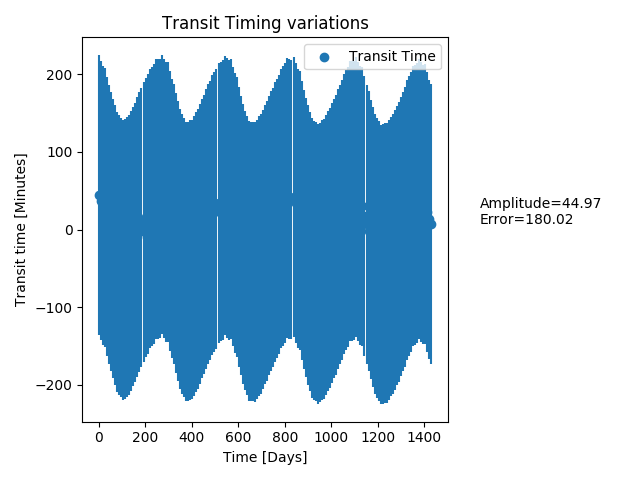 Transit Timing variations
Transit Time
Transit time [Minutes]
200
100
0
−100
−200
0 200 400 600 800 1000 1200 1400
Time [Days]
Amplitude=44.97
Error=180.02